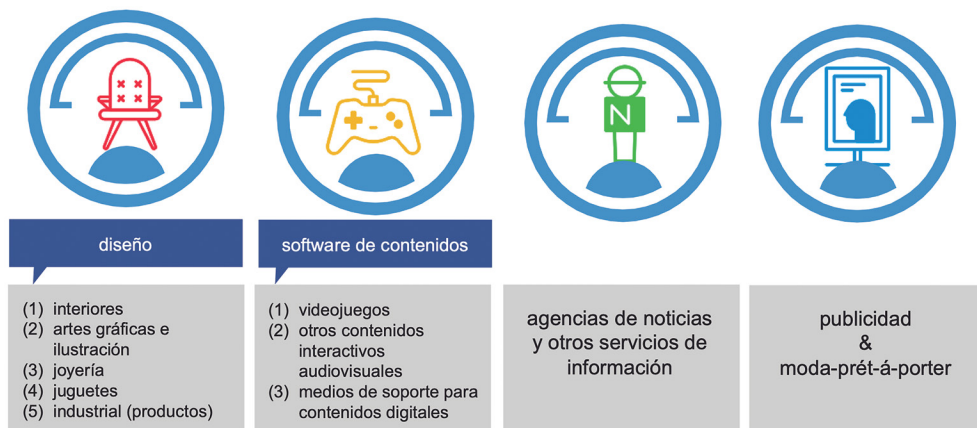 N
diseño
(1) interiores
(2) artes gráficas e
ilustración
(3) joyería
(4) juguetes
(5) industrial (productos)
software de contenidos
(1) videojuegos
(2) otros contenidos
interactivos
audiovisuales
(3) medios de soporte para
contenidos digitales
agencias de noticias
y otros servicios de
información
publicidad
&
moda-prét-á-porter